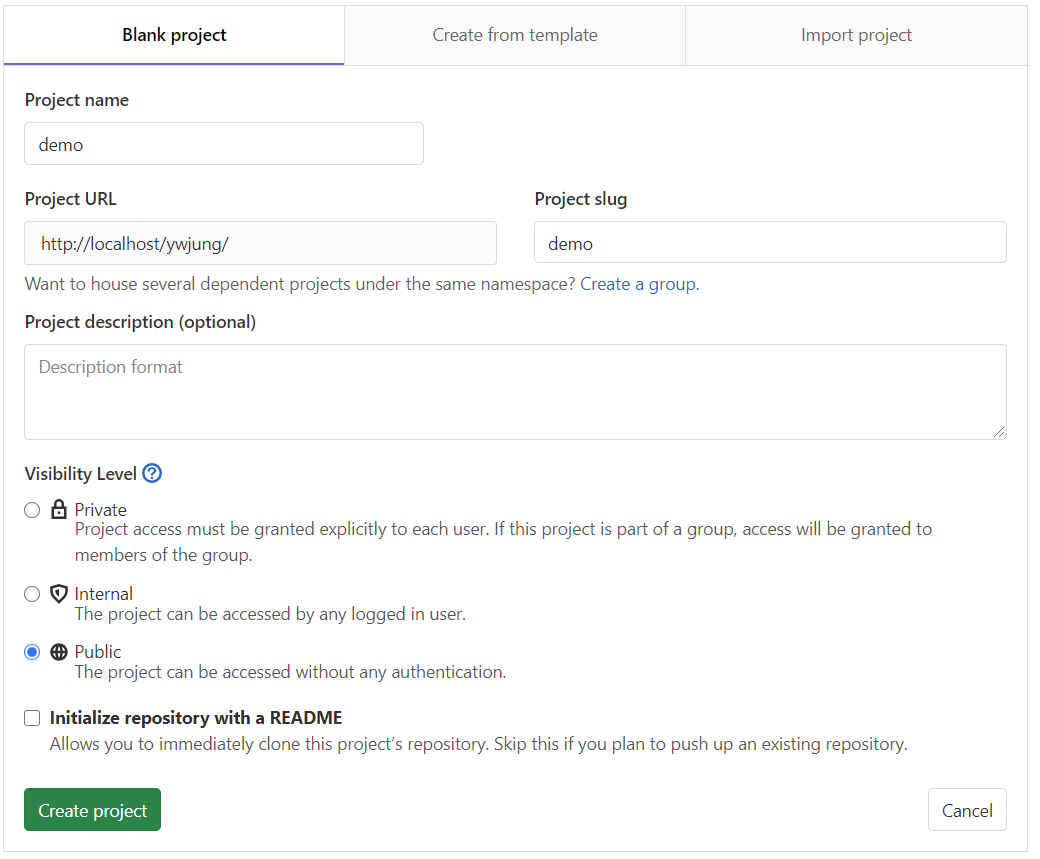 Blank project
Create from template
Import project
Project name
demo
Project URL
Project slug
http://localhost/ywjung/
demo
Want to house several dependent projects under the same namespace? Create a group.
Project description (optional)
Description format
Visibility Level ?
Private
Project access must be granted explicitly to each user. If this project is part of a group, access will be granted to
members of the group.
Internal
The project can be accessed by any logged in user.
Public
The project can be accessed without any authentication.
Initialize repository with a README
Allows you to immediately clone this project’s repository. Skip this if you plan to push up an existing repository.
Create project
Cancel